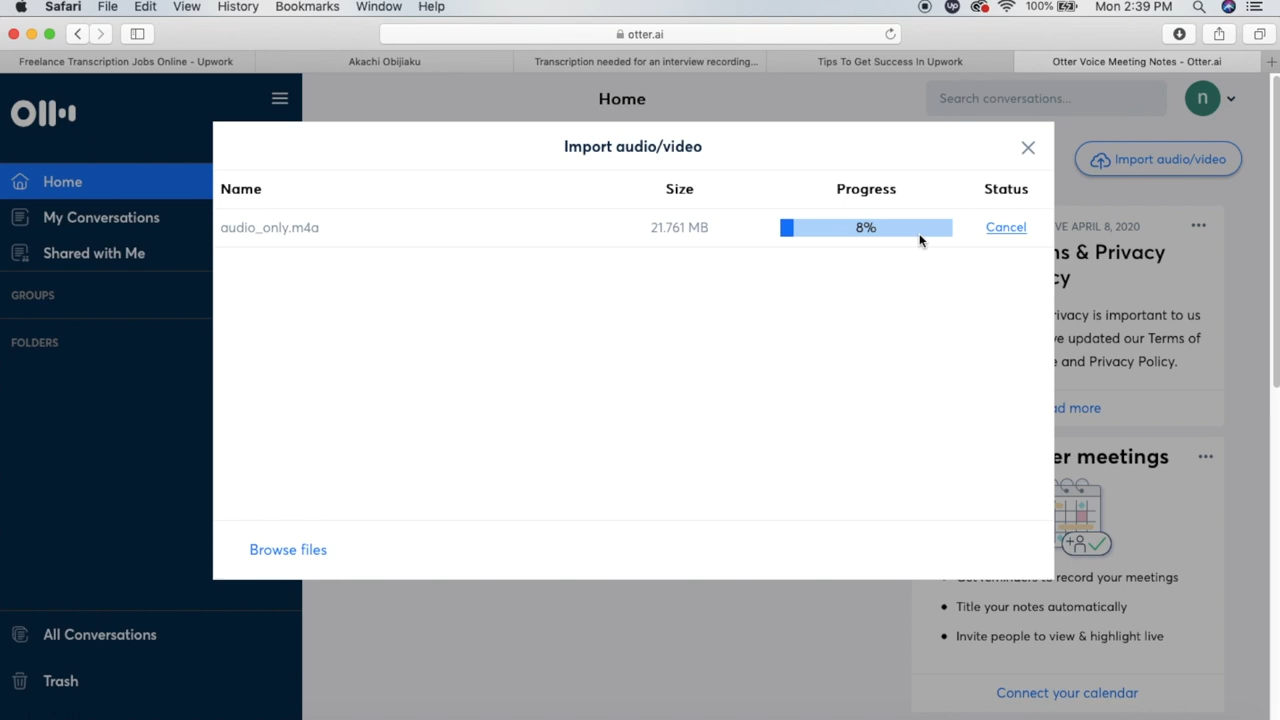 Safari File Edit View History Bookmarks Window Help
Up 100% Mon 2:39 PM
otter.ai
Freelance Transcription Jobs Online - Upwork
Akachi Obijiaku
Transcription needed for an interview recording...
Tips To Get Success In Upwork
Otter Voice Meeting Notes - Otter.ai
Home
Search conversations...
n
Import audio/video
Home
My Conversations
Shared with Me
GROUPS
FOLDERS
All Conversations
Trash
Import audio/video
Name Size Progress Status
audio_only.m4a 21.761 MB 8% Cancel
Browse files
VE APRIL 8, 2020
ns & Privacy
cy
rivacy is important to us
ve updated our Terms of
e and Privacy Policy.
ad more
er meetings
Get reminders to record your meetings
Title your notes automatically
Invite people to view & highlight live
Connect your calendar